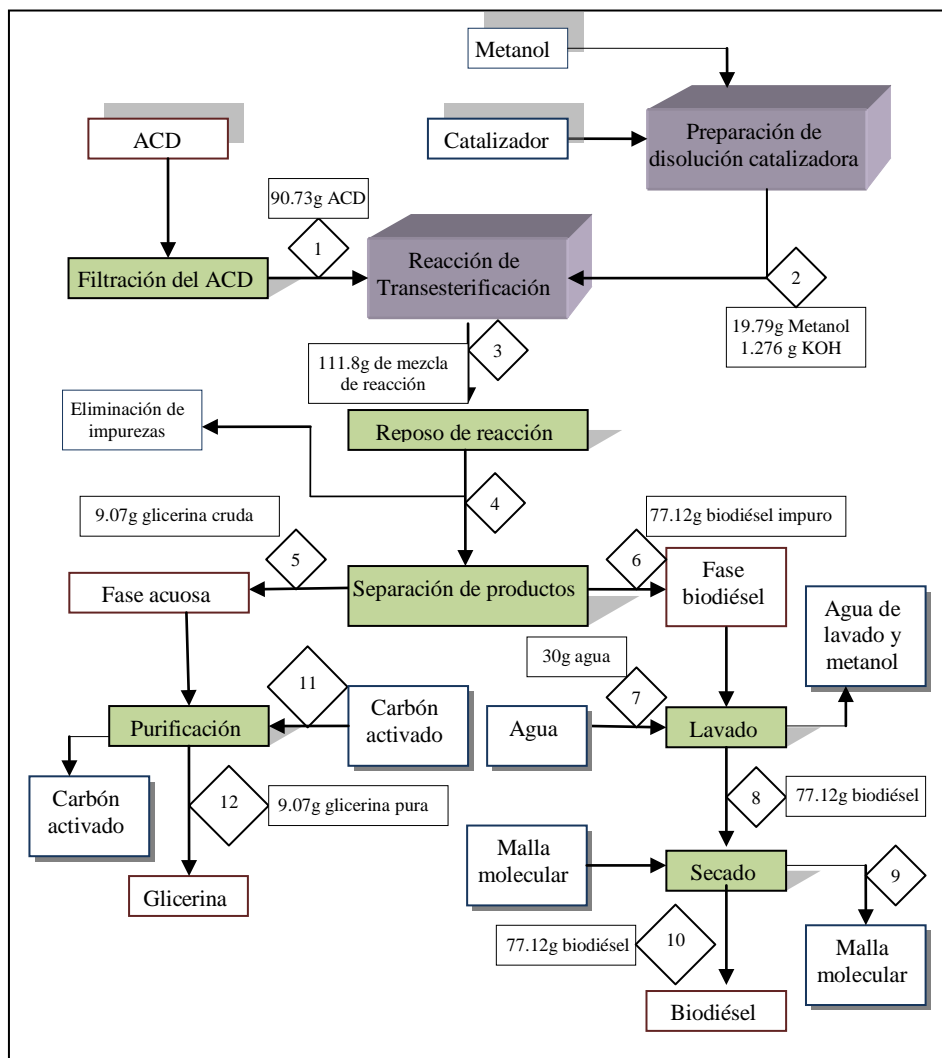 Metanol
ACD
Catalizador
Preparación de
disolución catalizadora
90.73g ACD
1
Filtración del ACD
Reacción de
Transesterificación
2
19.79g Metanol
1.276 g KOH
3
111.8g de mezcla
de reacción
Eliminación de
impurezas
Reposo de reacción
4
9.07g glicerina cruda
77.12g biodiésel impuro
5
6
Fase acuosa
Separación de productos
Fase
biodiésel
Agua de
lavado y
metanol
30g agua
7
11
Purificación
Carbón
activado
Agua
Lavado
Carbón
activado
12
9.07g glicerina pura
8
77.12g biodiésel
Malla
molecular
Secado
9
Glicerina
77.12g biodiésel
10
Malla
molecular
Biodiésel